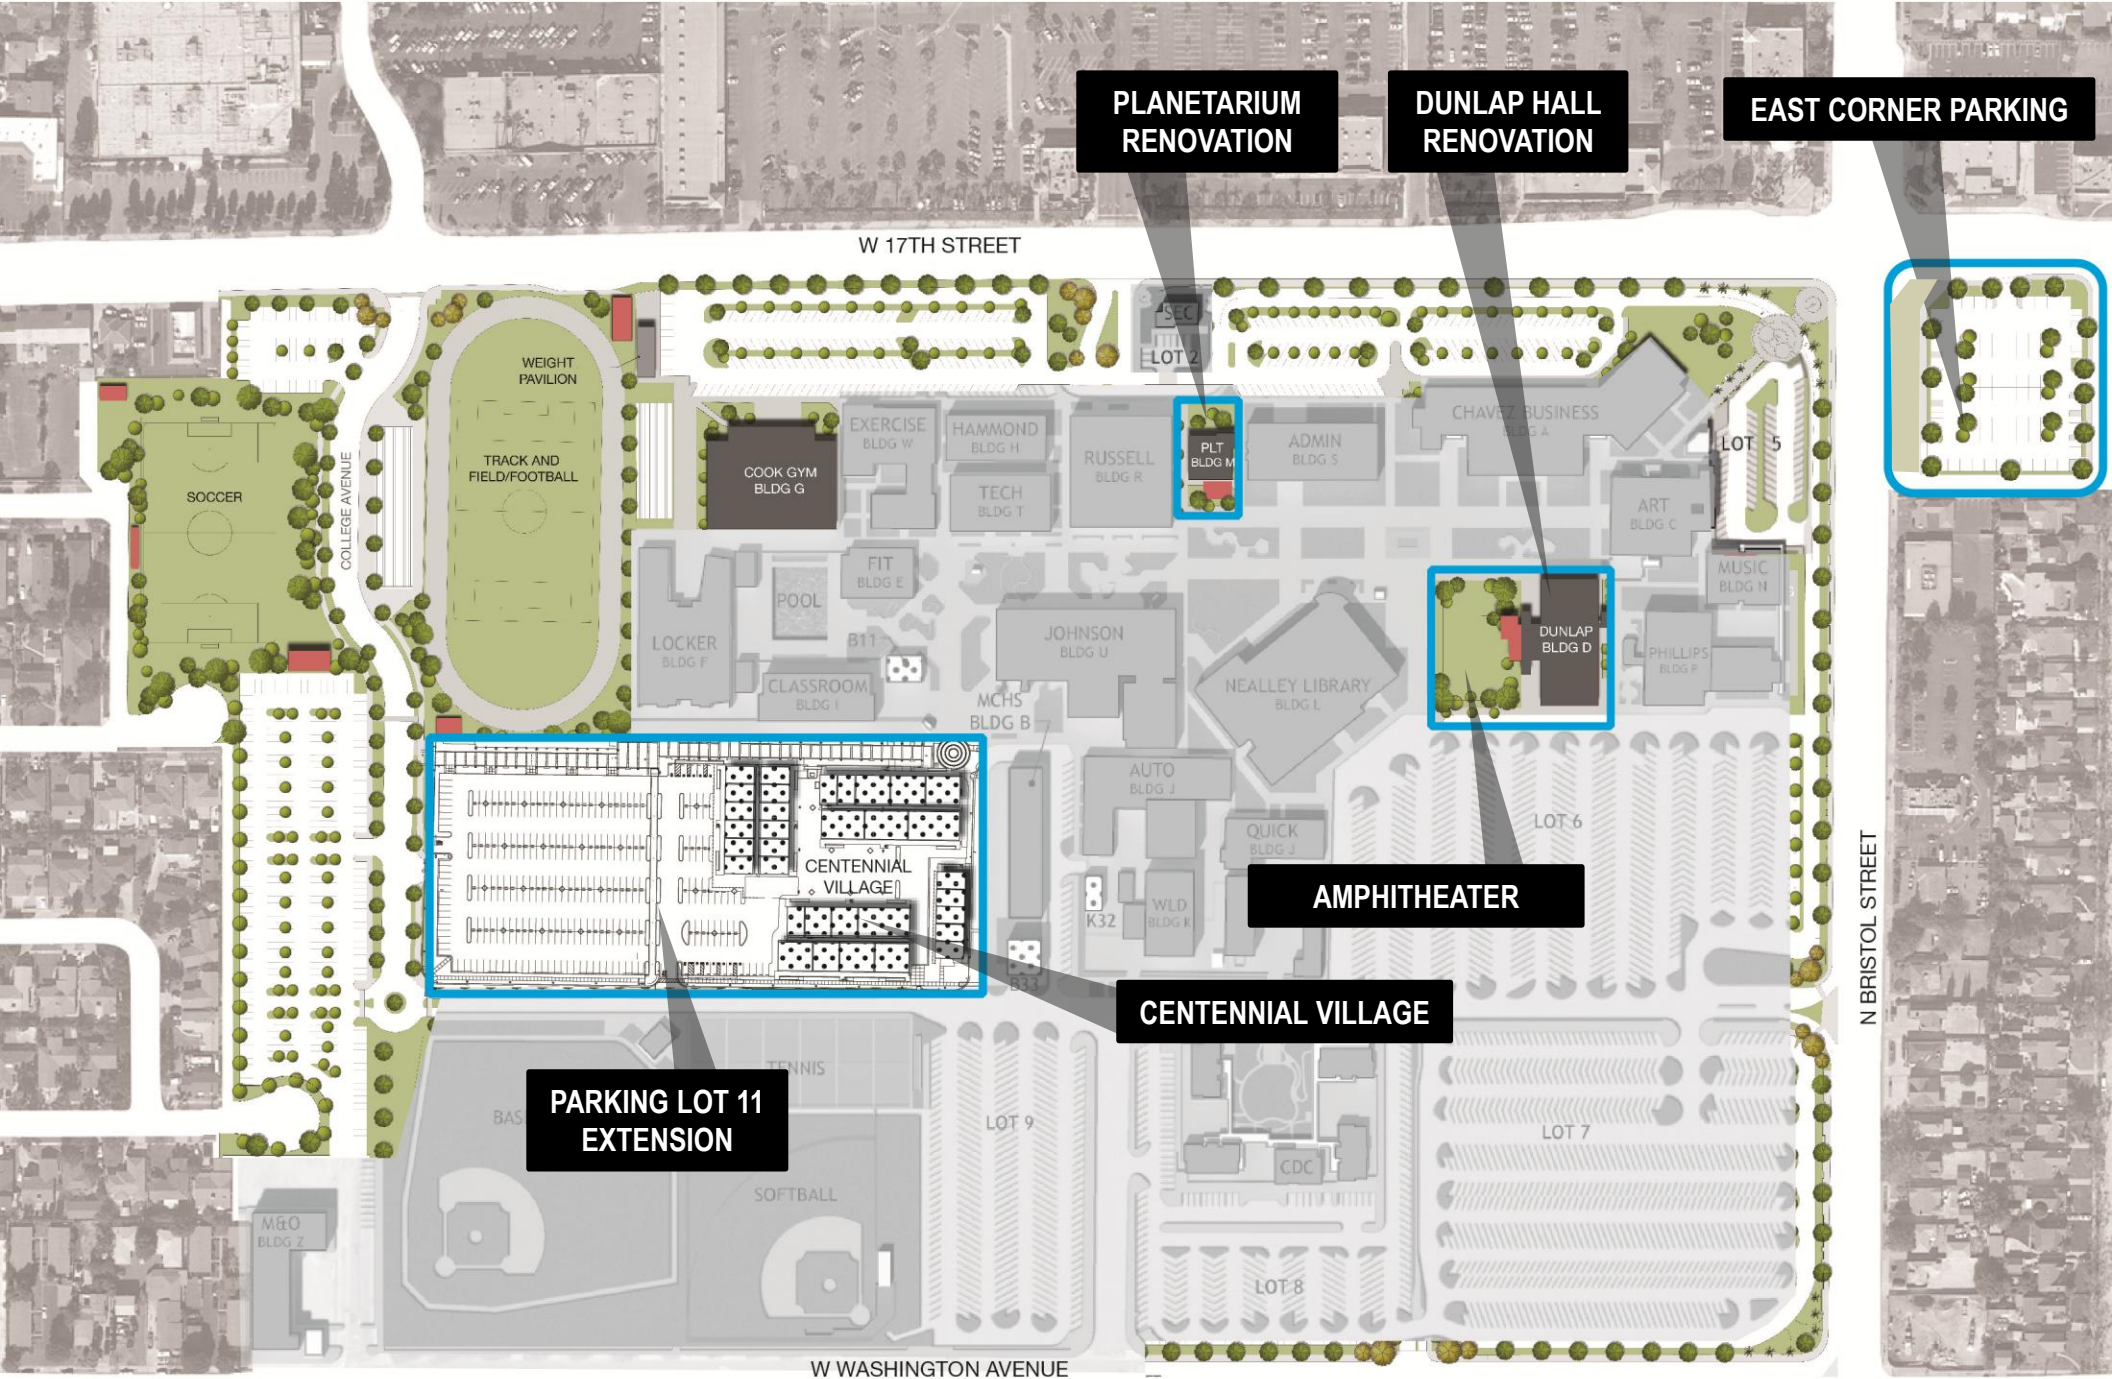 PLANETARIUM
RENOVATION
DUNLAP HALL
RENOVATION
EAST CORNER PARKING
W 17TH STREET
SEC
LOT 2
WEIGHT
PAVILION
TRACK AND
FIELD/FOOTBALL
SOCCER
COLLEGE AVENUE
COOK GYM
BLDG G
EXERCISE
BLDG W
HAMMOND
BLDG H
TECH
BLDG T
RUSSELL
BLDG R
PLT
BLDG M
ADMIN
BLDG S
CHAVEZ BUSINESS
BLDG A
LOT 5
ART
BLDG C
MUSIC
BLDG N
FIT
BLDG E
POOL
LOCKER
BLDG F
B11
CLASSROOM
BLDG I
JOHNSON
BLDG U
MCHS
BLDG B
NEALLEY LIBRARY
BLDG L
DUNLAP
BLDG D
PHILLIPS
BLDG P
AUTO
BLDG J
QUICK
BLDG J
LOT 6
CENTENNIAL
VILLAGE
K32
WLD
BLDG K
B33
AMPHITHEATER
CENTENNIAL VILLAGE
N BRISTOL STREET
PARKING LOT 11
EXTENSION
TENNIS
BAS
LOT 9
LOT 7
CDC
SOFTBALL
M&O
BLDG Z
LOT 8
W WASHINGTON AVENUE